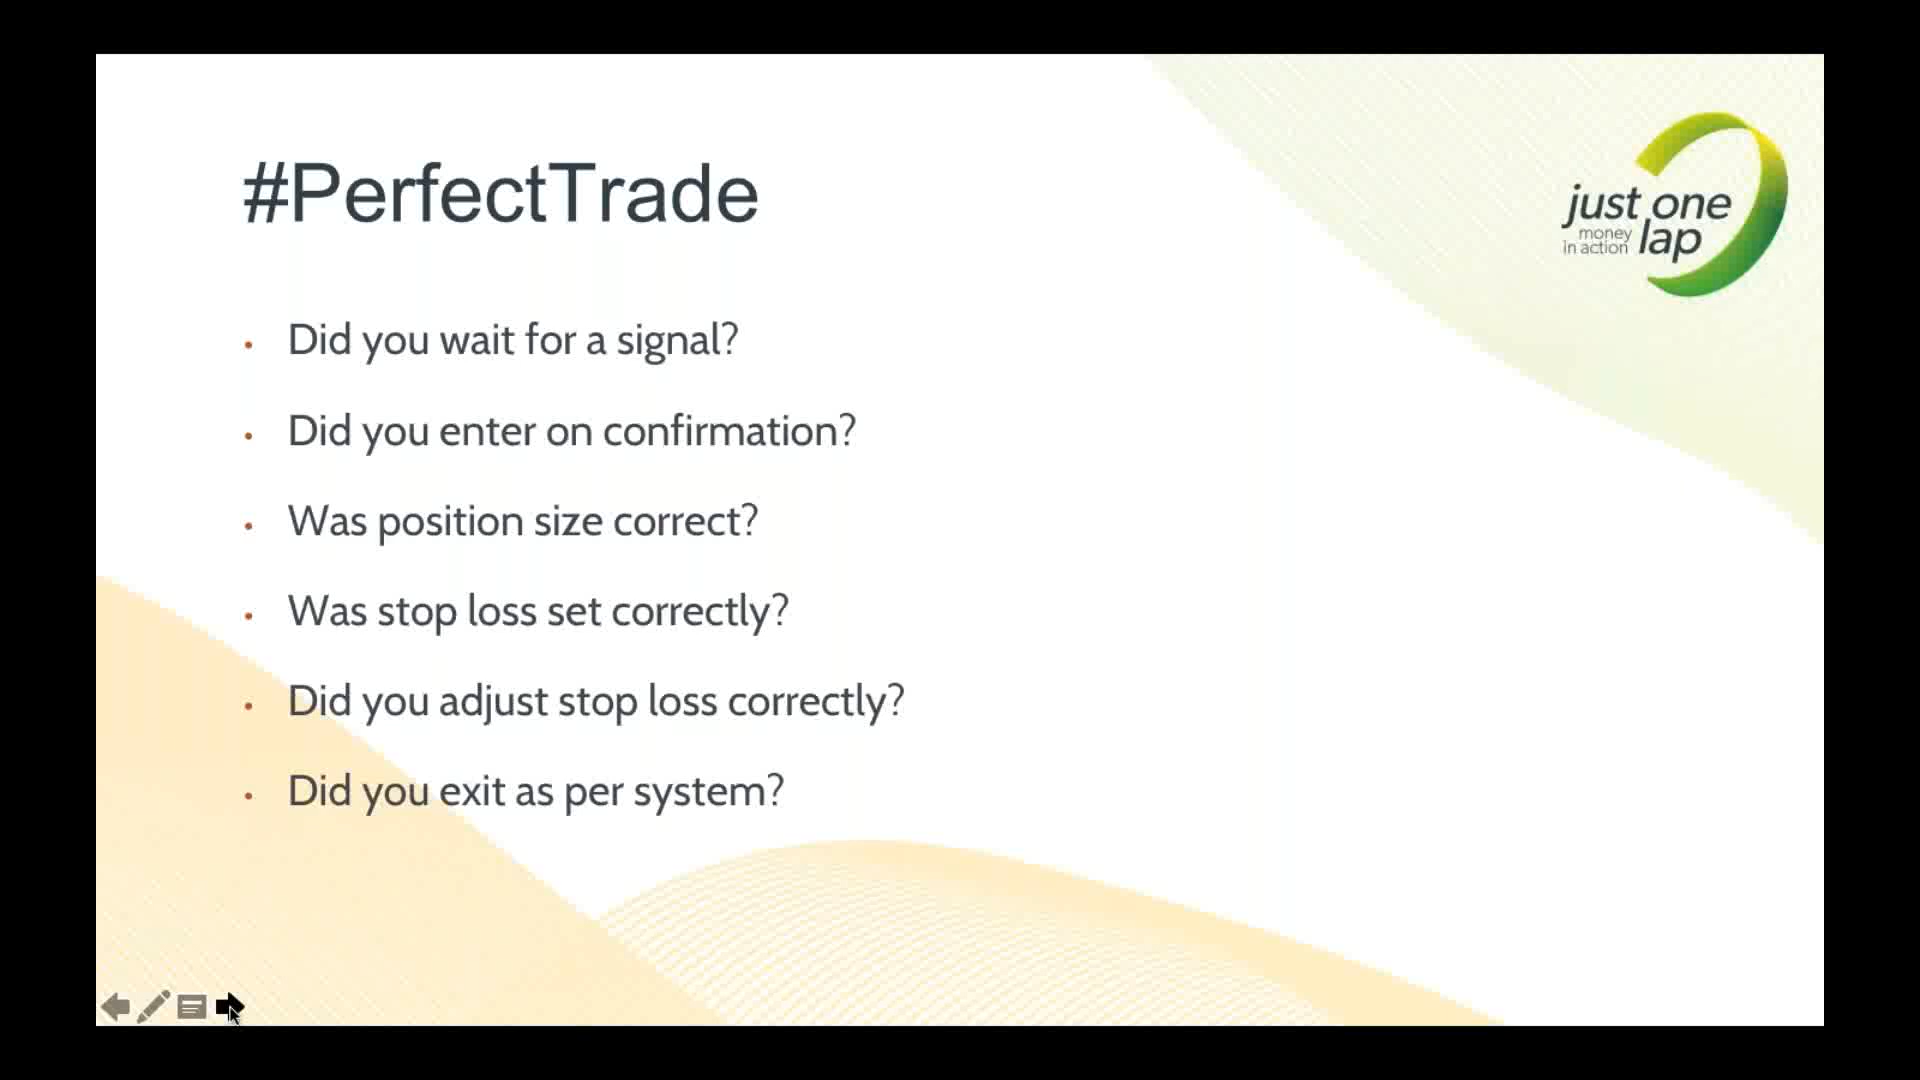 #PerfectTrade
just one
money lap
in action
• Did you wait for a signal?
• Did you enter on confirmation?
• Was position size correct?
• Was stop loss set correctly?
• Did you adjust stop loss correctly?
• Did you exit as per system?